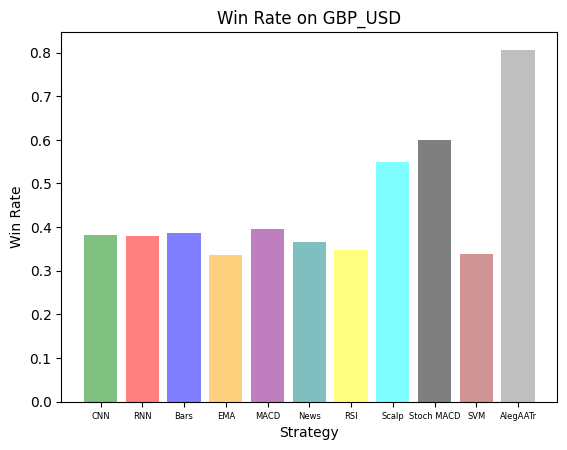 Win Rate on GBP_USD
Win Rate
0.8
0.7
0.6
0.5
0.4
0.3
0.2
0.1
0.0
CNN RNN Bars EMA MACD News RSI Scalp Stoch MACD SVM AlegAATr
Strategy